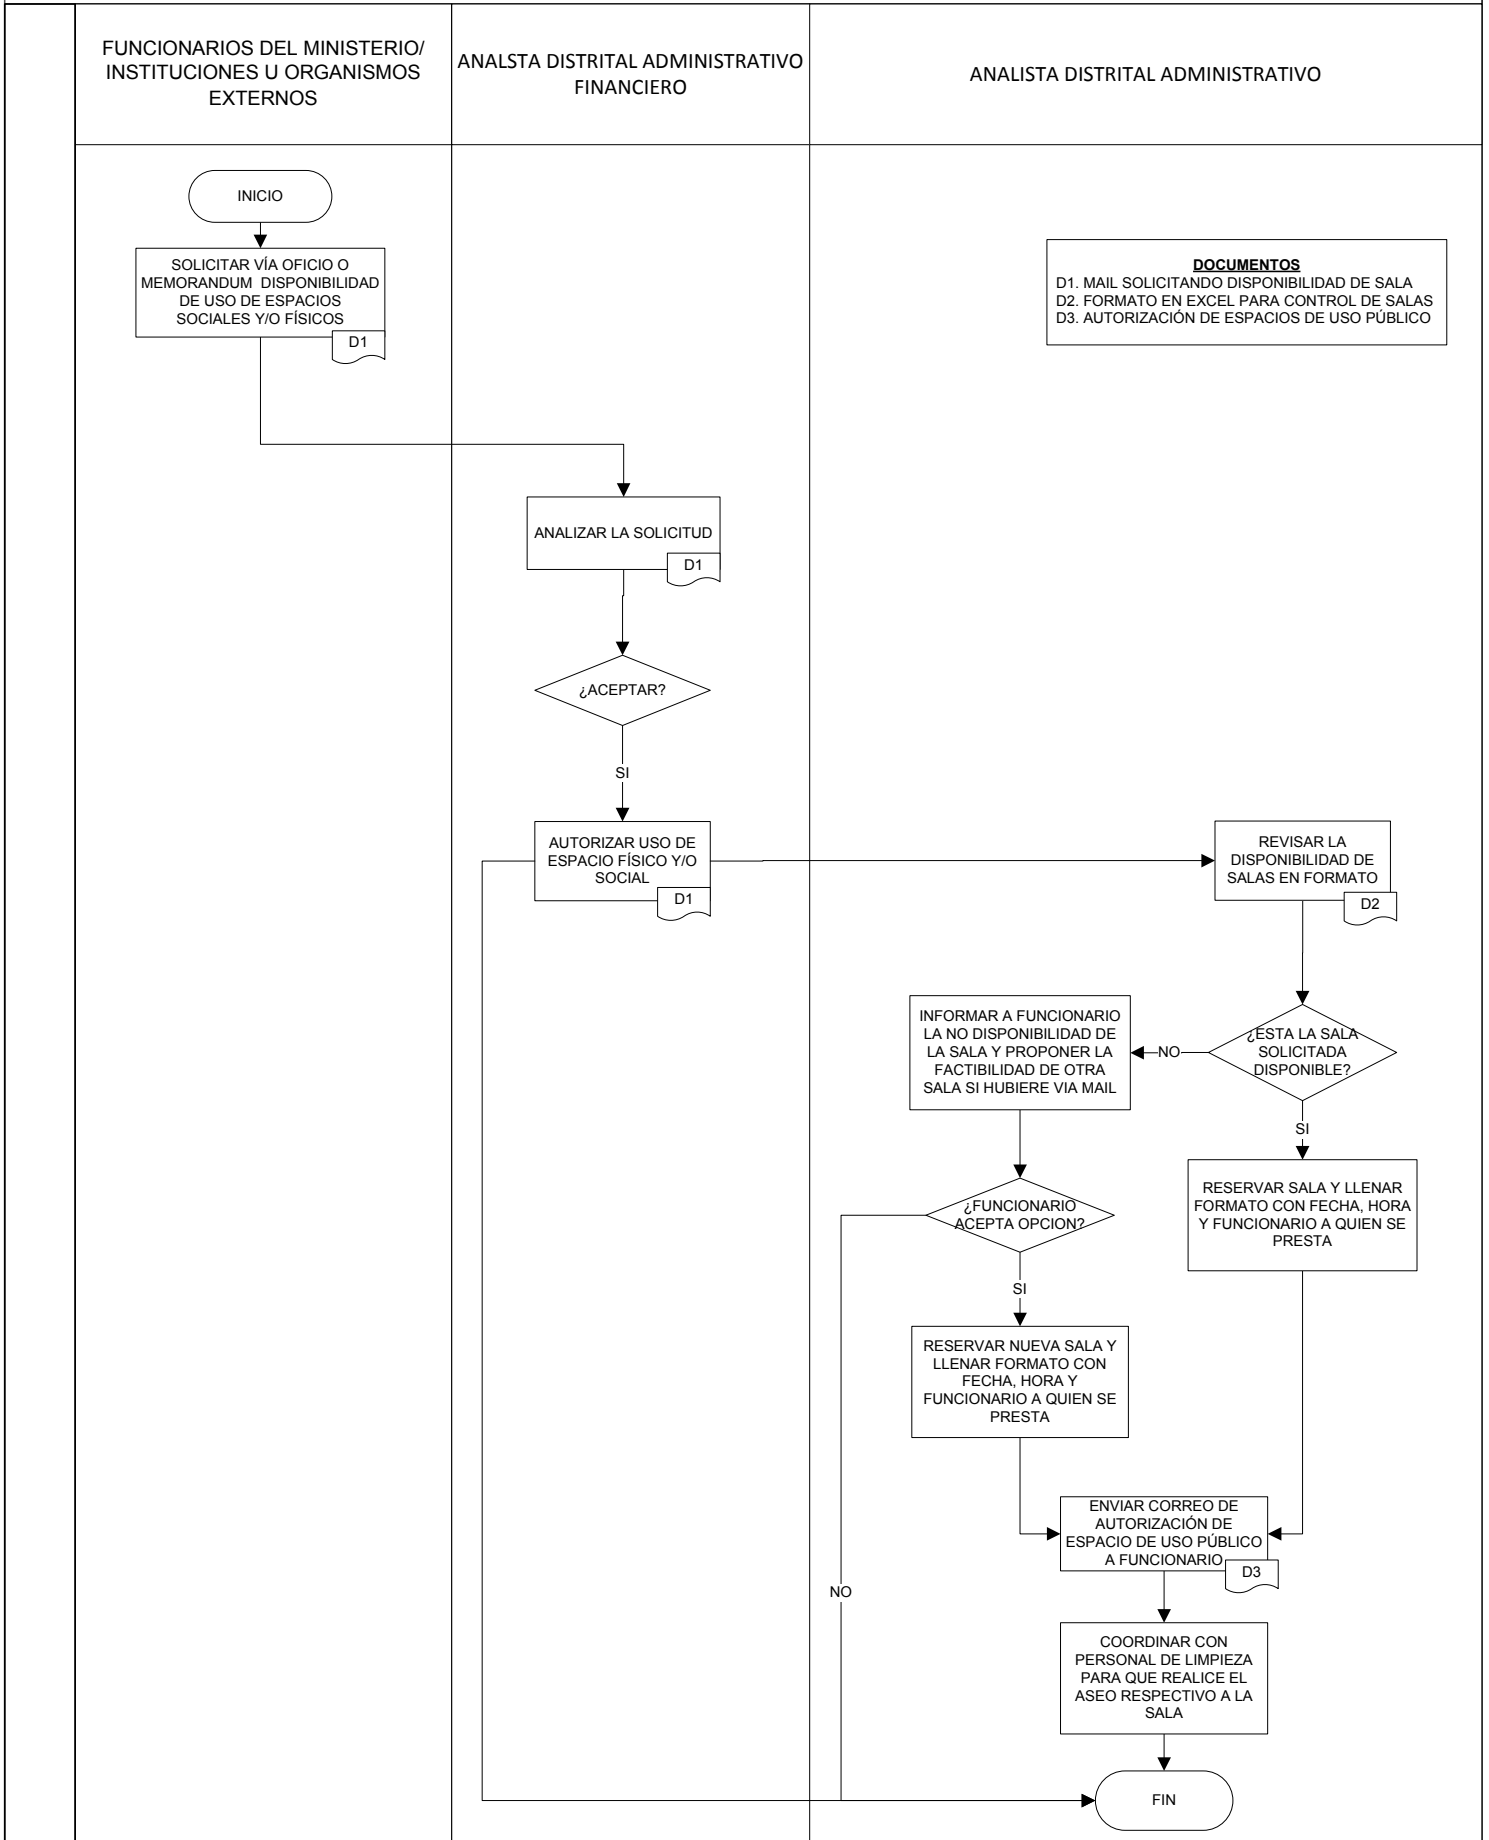 FUNCIONARIOS DEL MINISTERIO/
INSTITUCIONES U ORGANISMOS
EXTERNOS
ANALSTA DISTRITAL ADMINISTRATIVO
FINANCIERO
ANALISTA DISTRITAL ADMINISTRATIVO
INICIO
SOLICITAR VÍA OFICIO O
MEMORANDUM DISPONIBILIDAD
DE USO DE ESPACIOS
SOCIALES Y/O FÍSICOS
D1
DOCUMENTOS
D1. MAIL SOLICITANDO DISPONIBILIDAD DE SALA
D2. FORMATO EN EXCEL PARA CONTROL DE SALAS
D3. AUTORIZACIÓN DE ESPACIOS DE USO PÚBLICO
ANALIZAR LA SOLICITUD
D1
¿ACEPTAR?
SI
AUTORIZAR USO DE
ESPACIO FÍSICO Y/O
SOCIAL
D1
REVISAR LA
DISPONIBILIDAD DE
SALAS EN FORMATO
D2
¿ESTA LA SALA
SOLICITADA
DISPONIBLE?
NO
INFORMAR A FUNCIONARIO
LA NO DISPONIBILIDAD DE
LA SALA Y PROPONER LA
FACTIBILIDAD DE OTRA
SALA SI HUBIERE VIA MAIL
SI
RESERVAR SALA Y LLENAR
FORMATO CON FECHA, HORA
Y FUNCIONARIO A QUIEN SE
PRESTA
¿FUNCIONARIO
ACEPTA OPCION?
SI
RESERVAR NUEVA SALA Y
LLENAR FORMATO CON
FECHA, HORA Y
FUNCIONARIO A QUIEN SE
PRESTA
ENVIAR CORREO DE
AUTORIZACIÓN DE
ESPACIO DE USO PÚBLICO
A FUNCIONARIO
D3
NO
COORDINAR CON
PERSONAL DE LIMPIEZA
PARA QUE REALICE EL
ASEO RESPECTIVO A LA
SALA
FIN